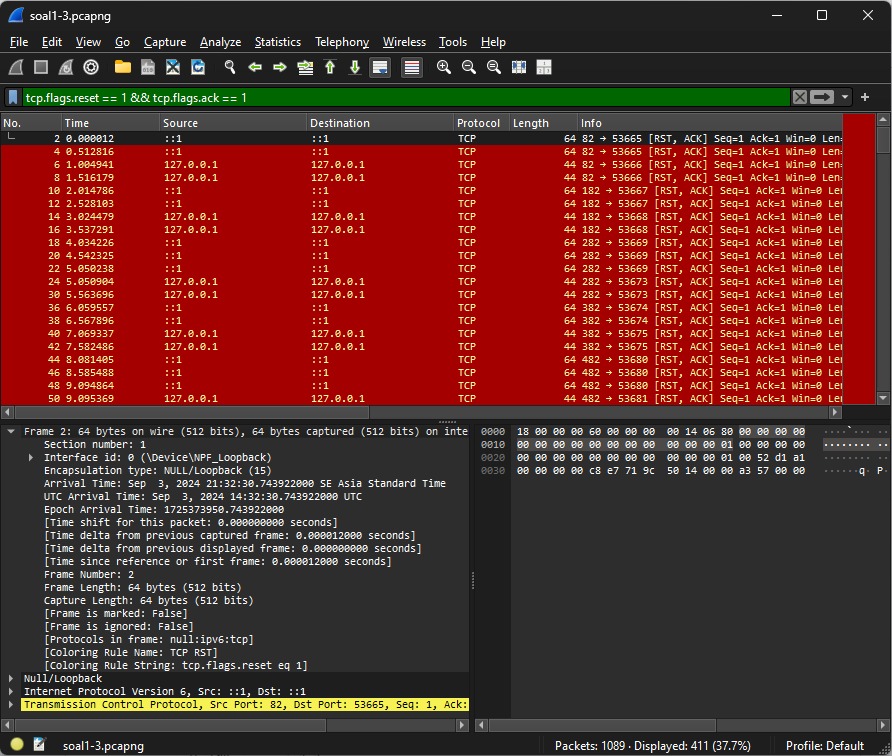 soal1-3.pcapng
File Edit View Go Capture Analyze Statistics Telephony Wireless Tools Help
tcp.flags.reset == 1 && tcp.flags.ack == 1
No. Time Source Destination Protocol Length Info
2 0.000012 ::1 ::1 TCP 64 82 → 53665 [RST, ACK] Seq=1 Ack=1 Win=0 Len=
4 0.512816 ::1 ::1 TCP 64 82 → 53665 [RST, ACK] Seq=1 Ack=1 Win=0 Len=
6 1.004941 127.0.0.1 127.0.0.1 TCP 44 82 → 53666 [RST, ACK] Seq=1 Ack=1 Win=0 Len=
8 1.516179 127.0.0.1 127.0.0.1 TCP 44 82 → 53666 [RST, ACK] Seq=1 Ack=1 Win=0 Len=
10 2.014786 ::1 ::1 TCP 64 182 → 53667 [RST, ACK] Seq=1 Ack=1 Win=0 Len
12 2.528103 ::1 ::1 TCP 64 182 → 53667 [RST, ACK] Seq=1 Ack=1 Win=0 Len
14 3.024479 127.0.0.1 127.0.0.1 TCP 44 182 → 53668 [RST, ACK] Seq=1 Ack=1 Win=0 Len
16 3.537291 127.0.0.1 127.0.0.1 TCP 44 182 → 53668 [RST, ACK] Seq=1 Ack=1 Win=0 Len
18 4.034226 ::1 ::1 TCP 64 282 → 53669 [RST, ACK] Seq=1 Ack=1 Win=0 Len
20 4.542325 ::1 ::1 TCP 64 282 → 53669 [RST, ACK] Seq=1 Ack=1 Win=0 Len
22 5.050238 ::1 ::1 TCP 64 282 → 53669 [RST, ACK] Seq=1 Ack=1 Win=0 Len
24 5.050904 127.0.0.1 127.0.0.1 TCP 44 282 → 53673 [RST, ACK] Seq=1 Ack=1 Win=0 Len
30 5.563696 127.0.0.1 127.0.0.1 TCP 44 282 → 53673 [RST, ACK] Seq=1 Ack=1 Win=0 Len
36 6.059557 ::1 ::1 TCP 64 382 → 53674 [RST, ACK] Seq=1 Ack=1 Win=0 Len
38 6.567896 ::1 ::1 TCP 64 382 → 53674 [RST, ACK] Seq=1 Ack=1 Win=0 Len
40 7.069337 127.0.0.1 127.0.0.1 TCP 44 382 → 53675 [RST, ACK] Seq=1 Ack=1 Win=0 Len
42 7.582486 127.0.0.1 127.0.0.1 TCP 44 382 → 53675 [RST, ACK] Seq=1 Ack=1 Win=0 Len
44 8.081405 ::1 ::1 TCP 64 482 → 53680 [RST, ACK] Seq=1 Ack=1 Win=0 Len
46 8.585488 ::1 ::1 TCP 64 482 → 53680 [RST, ACK] Seq=1 Ack=1 Win=0 Len
48 9.094864 ::1 ::1 TCP 64 482 → 53680 [RST, ACK] Seq=1 Ack=1 Win=0 Len
50 9.095369 127.0.0.1 127.0.0.1 TCP 44 482 → 53681 [RST, ACK] Seq=1 Ack=1 Win=0 Len
Frame 2: 64 bytes on wire (512 bits), 64 bytes captured (512 bits) on inte
Section number: 1
Interface id: 0 (\Device\NPF_Loopback)
Encapsulation type: NULL/Loopback (15)
Arrival Time: Sep  3, 2024 21:32:30.743922000 SE Asia Standard Time
UTC Arrival Time: Sep  3, 2024 14:32:30.743922000 UTC
Epoch Arrival Time: 1725373950.743922000
[Time shift for this packet: 0.000000000 seconds]
[Time delta from previous captured frame: 0.000012000 seconds]
[Time delta from previous displayed frame: 0.000000000 seconds]
[Time since reference or first frame: 0.000012000 seconds]
Frame Number: 2
Frame Length: 64 bytes (512 bits)
Capture Length: 64 bytes (512 bits)
[Frame is marked: False]
[Frame is ignored: False]
[Protocols in frame: null:ipv6:tcp]
[Coloring Rule Name: TCP RST]
[Coloring Rule String: tcp.flags.reset eq 1]
Null/Loopback
Internet Protocol Version 6, Src: ::1, Dst: ::1
Transmission Control Protocol, Src Port: 82, Dst Port: 53665, Seq: 1, Ack:
0000 18 00 00 00 60 00 00 00 00 14 06 80 00 00 00 00 ····`··· ··
0010 00 00 00 00 00 00 00 00 00 00 00 01 00 00 00 00 ········ ··
0020 00 00 00 00 00 00 00 00 00 00 00 01 00 52 d1 a1 ········ ··
0030 00 00 00 00 c8 e7 71 9c 50 14 00 00 a3 57 00 00 ······q· P·
soal1-3.pcapng
Packets: 1089 · Displayed: 411 (37.7%)
Profile: Default